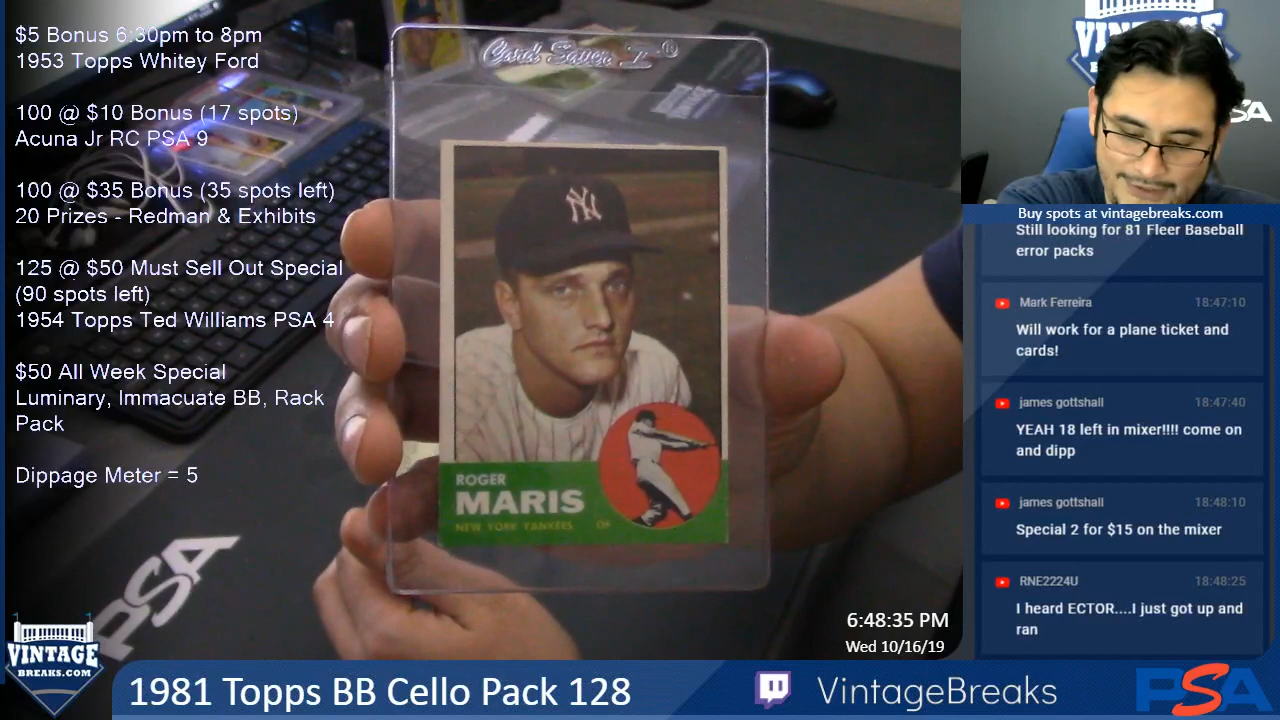 $5 Bonus 6:30pm to 8pm
1953 Topps Whitey Ford
100 @ $10 Bonus (17 spots)
Acuna Jr RC PSA 9
100 @ $35 Bonus (35 spots left)
20 Prizes - Redman & Exhibits
125 @ $50 Must Sell Out Special
(90 spots left)
1954 Topps Ted Williams PSA 4
$50 All Week Special
Luminary, Immacuate BB, Rack
Pack
Dippage Meter = 5
Card Saver I®
NY
ROGER
MARIS
NEW YORK YANKEES OF
PSA
6:48:35 PM
Wed 10/16/19
Buy spots at vintagebreaks.com
Still looking for 81 Fleer Baseball
error packs
Mark Ferreira 18:47:10
Will work for a plane ticket and
cards!
james gottshall 18:47:40
YEAH 18 left in mixer!!!! come on
and dipp
james gottshall 18:48:10
Special 2 for $15 on the mixer
RNE2224U 18:48:25
I heard ECTOR....I just got up and
ran
VINTAGE
BREAKS.COM
1981 Topps BB Cello Pack 128
VintageBreaks
PSA